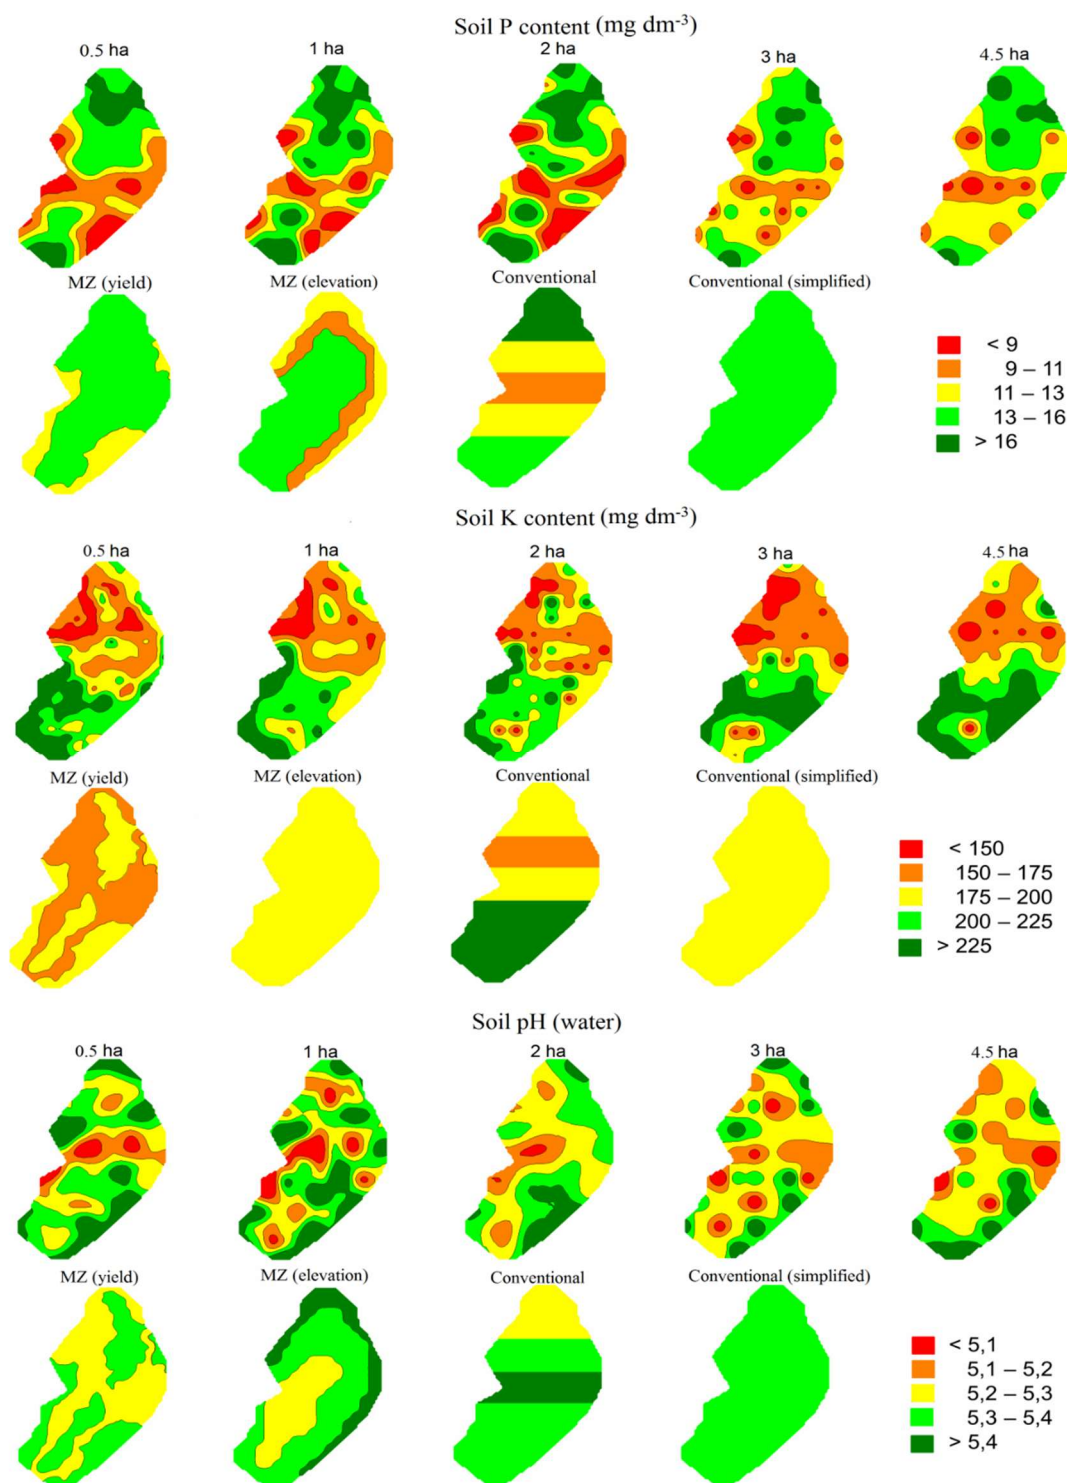 Soil P content (mg dm-3)
0.5 ha 1 ha 2 ha 3 ha 4.5 ha
MZ (yield) MZ (elevation) Conventional Conventional (simplified)
< 9
9 – 11
11 – 13
13 – 16
> 16
Soil K content (mg dm-3)
0.5 ha 1 ha 2 ha 3 ha 4.5 ha
MZ (yield) MZ (elevation) Conventional Conventional (simplified)
< 150
150 – 175
175 – 200
200 – 225
> 225
Soil pH (water)
0.5 ha 1 ha 2 ha 3 ha 4.5 ha
MZ (yield) MZ (elevation) Conventional Conventional (simplified)
< 5,1
5,1 – 5,2
5,2 – 5,3
5,3 – 5,4
> 5,4